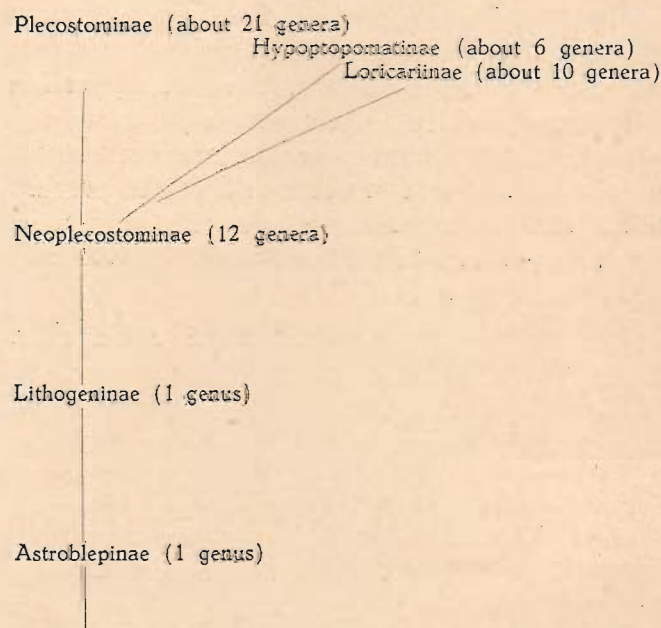 Plecostominae (about 21 genera)
Hypoptopomatinae (about 6 genera)
Loricariinae (about 10 genera)
Neoplecostominae (12 genera)
Lithogeninae (1 genus)
Astroblepinae (1 genus)